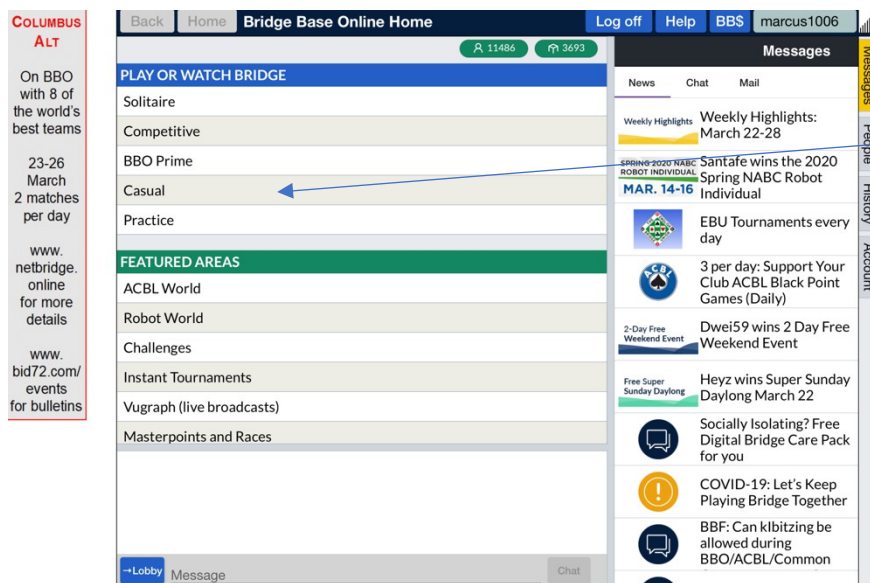 COLUMBUS
ALT
On BBO
with 8 of
the world's
best teams
23-26
March
2 matches
per day
www.
netbridge.
online
for more
details
www.
bid72.com/
events
for bulletins
Back Home Bridge Base Online Home Log off Help BB$ marcus1006
11486 3693
PLAY OR WATCH BRIDGE
Solitaire
Competitive
BBO Prime
Casual
Practice
FEATURED AREAS
ACBL World
Robot World
Challenges
Instant Tournaments
Vugraph (live broadcasts)
Masterpoints and Races
→Lobby Message Chat
Messages
News Chat Mail
Weekly Highlights
Weekly Highlights:
March 22-28
SPRING 2020 NABC
ROBOT INDIVIDUAL
MAR. 14-16
Santafe wins the 2020
Spring NABC Robot
Individual
EBU Tournaments every
day
ACBL
3 per day: Support Your
Club ACBL Black Point
Games (Daily)
2-Day Free
Weekend Event
Dwei59 wins 2 Day Free
Weekend Event
Free Super
Sunday Daylong
Heyz wins Super Sunday
Daylong March 22
Socially Isolating? Free
Digital Bridge Care Pack
for you
COVID-19: Let's Keep
Playing Bridge Together
BBF: Can kIbitzing be
allowed during
BBO/ACBL/Common
Messages
People
History
Account